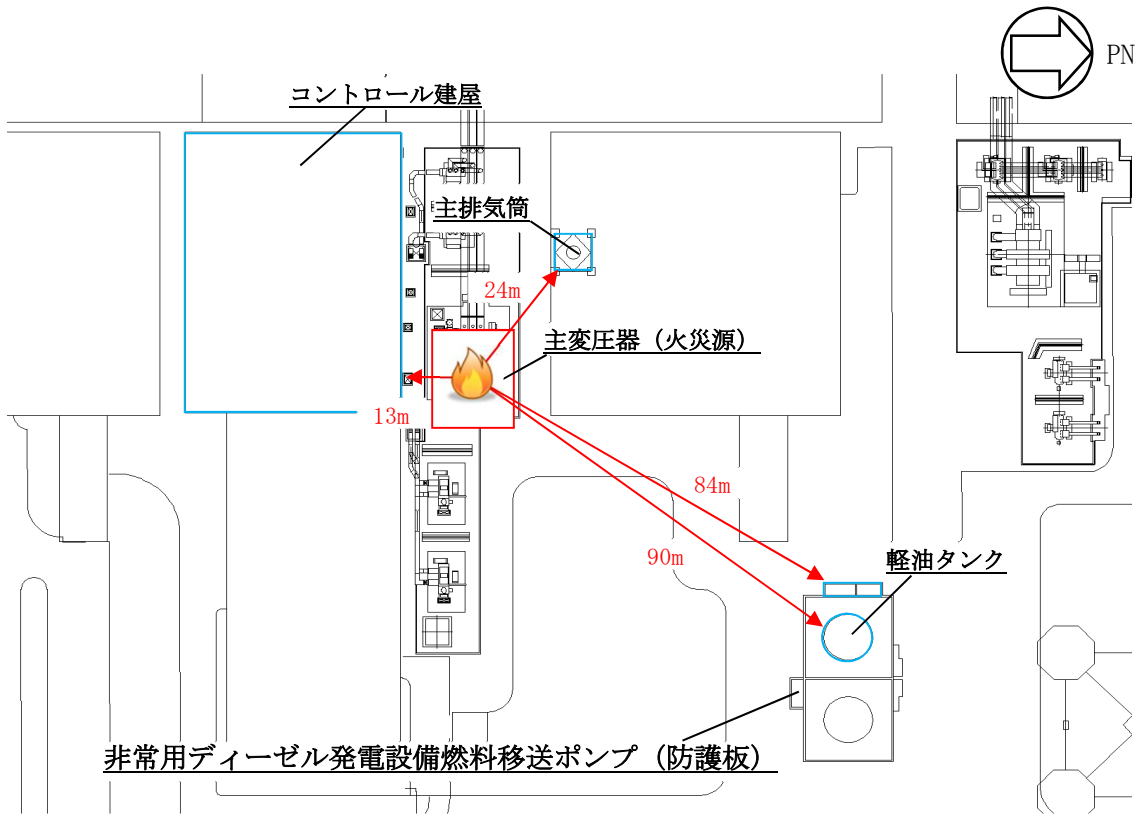 PN
コントロール建屋
主排気筒
24m
主変圧器（火災源）
13m
84m
90m
軽油タンク
非常用ディーゼル発電設備燃料移送ポンプ（防護板）